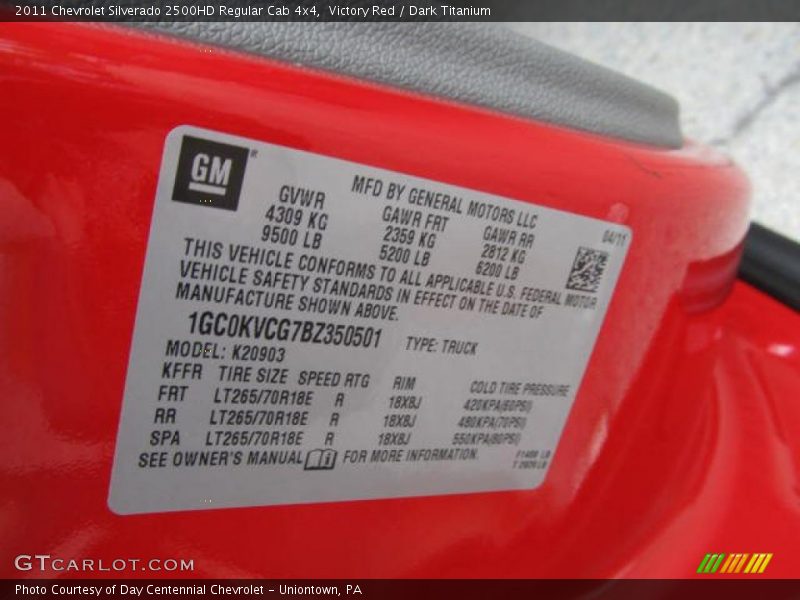 2011 Chevrolet Silverado 2500HD Regular Cab 4x4,  Victory Red / Dark Titanium
GM®
MFD BY GENERAL MOTORS LLC
04/11
GVWR GAWR FRT GAWR RR
4309 KG 2359 KG 2812 KG
9500 LB 5200 LB 6200 LB
THIS VEHICLE CONFORMS TO ALL APPLICABLE U.S. FEDERAL MOTOR
VEHICLE SAFETY STANDARDS IN EFFECT ON THE DATE OF
MANUFACTURE SHOWN ABOVE.
1GC0KVCG7BZ350501 TYPE: TRUCK
MODEL: K20903
KFFR TIRE SIZE SPEED RTG RIM COLD TIRE PRESSURE
FRT LT265/70R18E R 18X8J 420KPA(60PSI)
RR LT265/70R18E R 18X8J 480KPA(70PSI)
SPA LT265/70R18E R 18X8J 550KPA(80PSI)
SEE OWNER'S MANUAL FOR MORE INFORMATION.
GTCARLOT.COM
Photo Courtesy of Day Centennial Chevrolet - Uniontown, PA